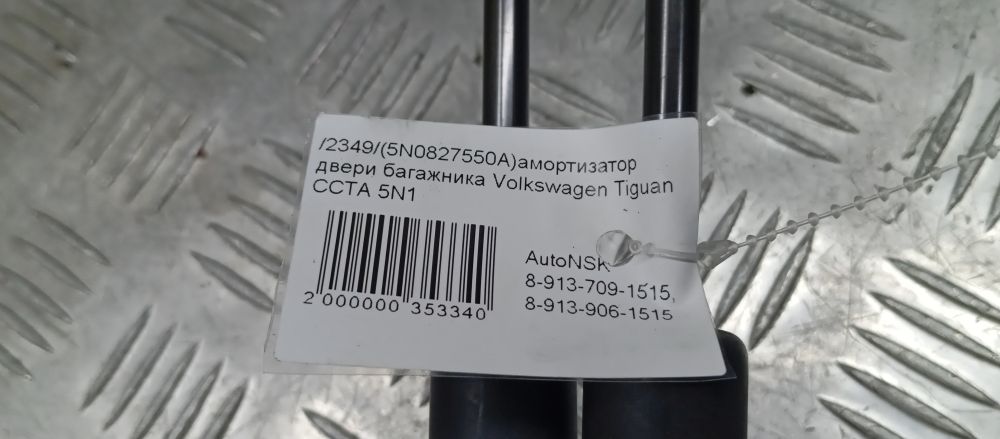 /2349/(5N0827550A)амортизатор
двери багажника Volkswagen Tiguan
CCTA 5N1
AutoNSK
8-913-709-1515,
8-913-906-1515
2 000000 353340